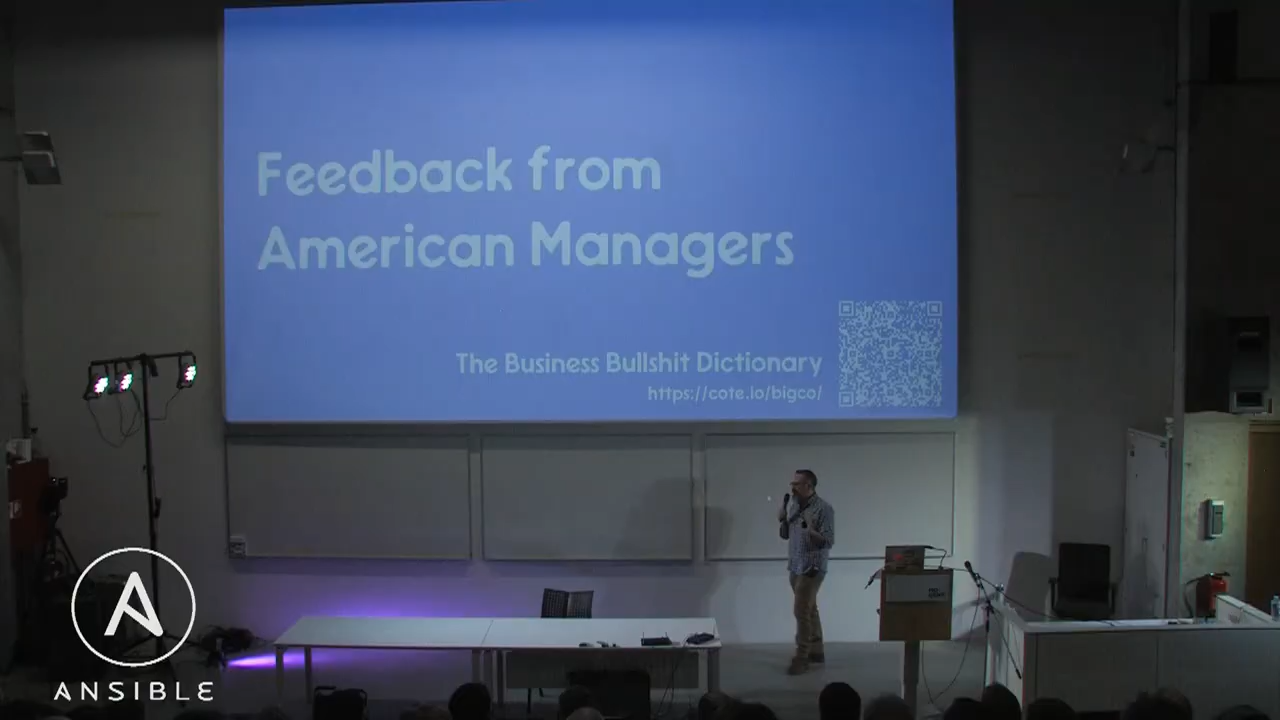 Feedback from
American Managers
The Business Bullshit Dictionary
https://cote.io/bigco/
ANSIBLE